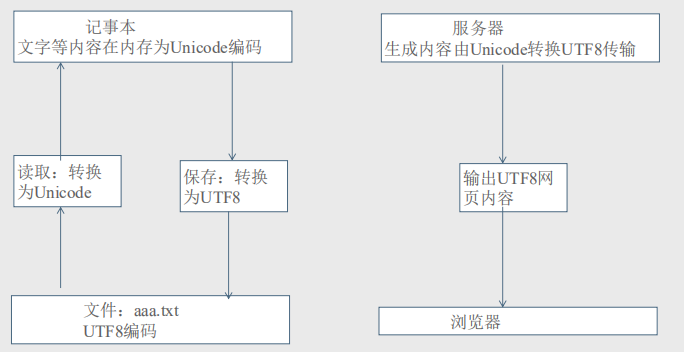 记事本
文字等内容在内存为Unicode编码
读取：转换
为Unicode
保存：转换
为UTF8
文件：aaa.txt
UTF8编码
服务器
生成内容由Unicode转换UTF8传输
输出UTF8网
页内容
浏览器